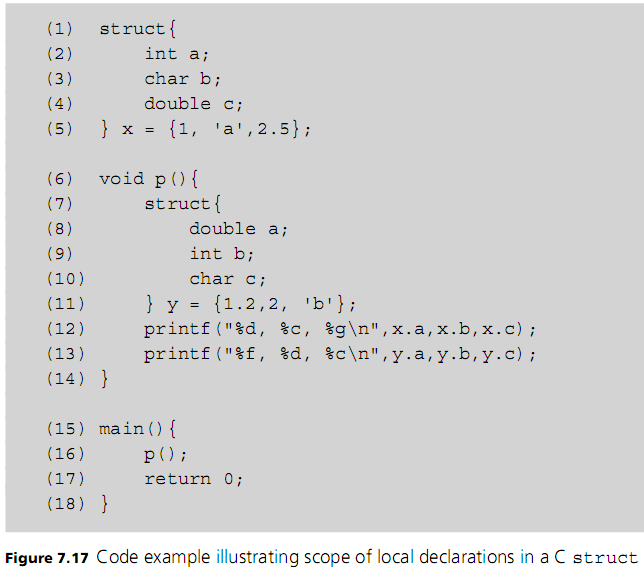 (1) struct{
(2) int a;
(3) char b;
(4) double c;
(5) } x = {1, 'a',2.5};
(6) void p(){
(7) struct{
(8) double a;
(9) int b;
(10) char c;
(11) } y = {1.2,2, 'b'};
(12) printf("%d, %c, %g\n",x.a,x.b,x.c);
(13) printf("%f, %d, %c\n",y.a,y.b,y.c);
(14) }
(15) main(){
(16) p();
(17) return 0;
(18) }
Figure 7.17 Code example illustrating scope of local declarations in a C struct